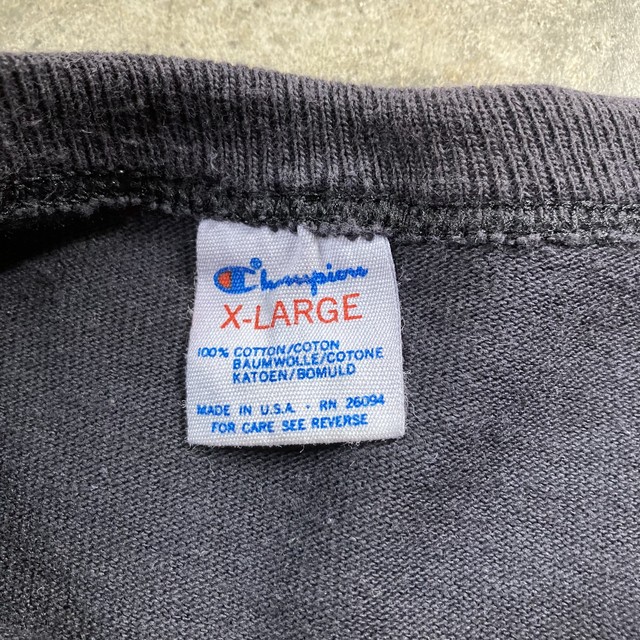 Champion
X-LARGE
100% COTTON/COTON
BAUMWOLLE/COTONE
KATOEN/BOMULD
MADE IN U.S.A. · RN 26094
FOR CARE SEE REVERSE